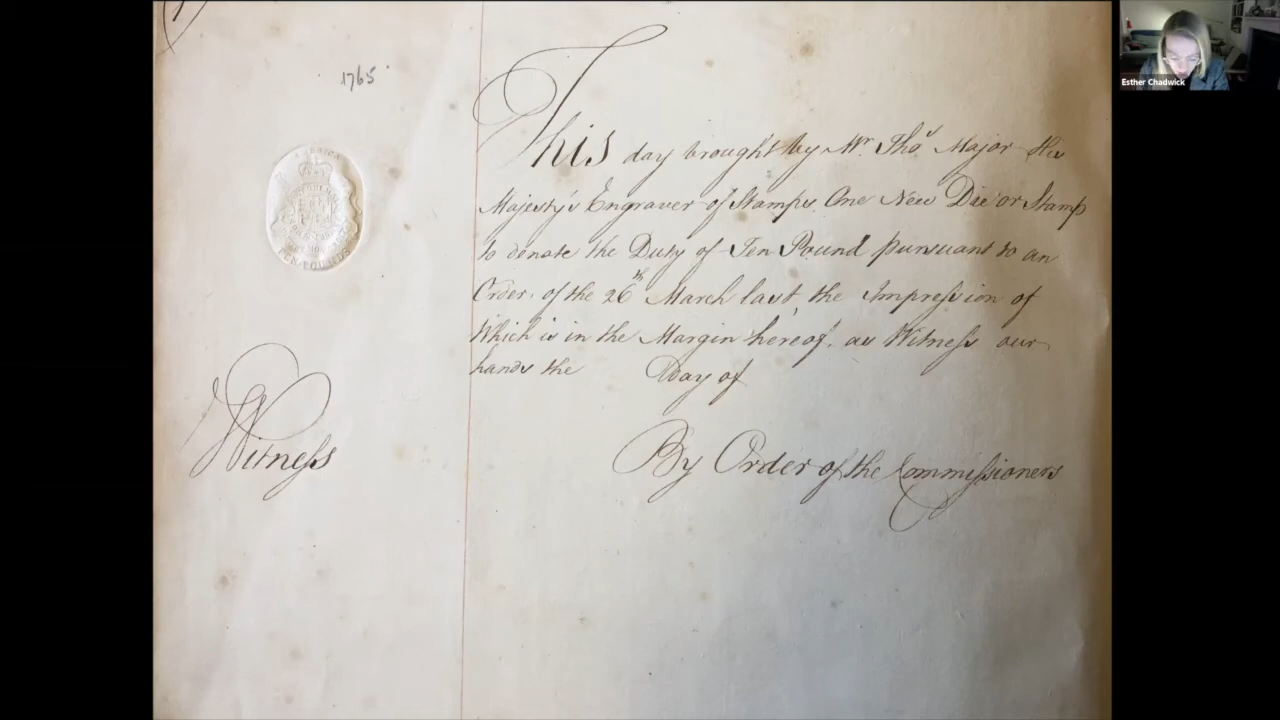 1765
AMERICA
This day brought by Mr. Thos Major His
Majesty's Engraver of Stamps. One New Die or Stamp
to denote the Duty of Ten Pound pursuant to an
Order of the 26th March last, the Impression of
Which is in the Margin hereof, as Witness our
hands the Day of
Witness
By Order of the Commissioners
Esther Chadwick